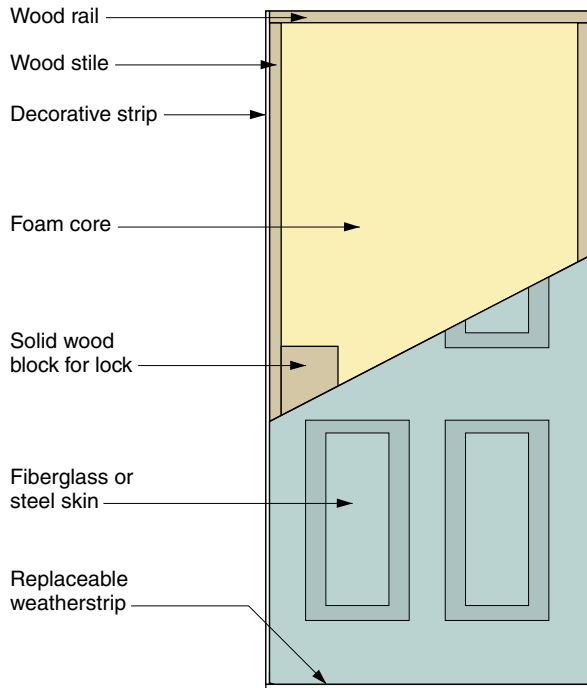 Wood rail
Wood stile
Decorative strip
Foam core
Solid wood
block for lock
Fiberglass or
steel skin
Replaceable
weatherstrip